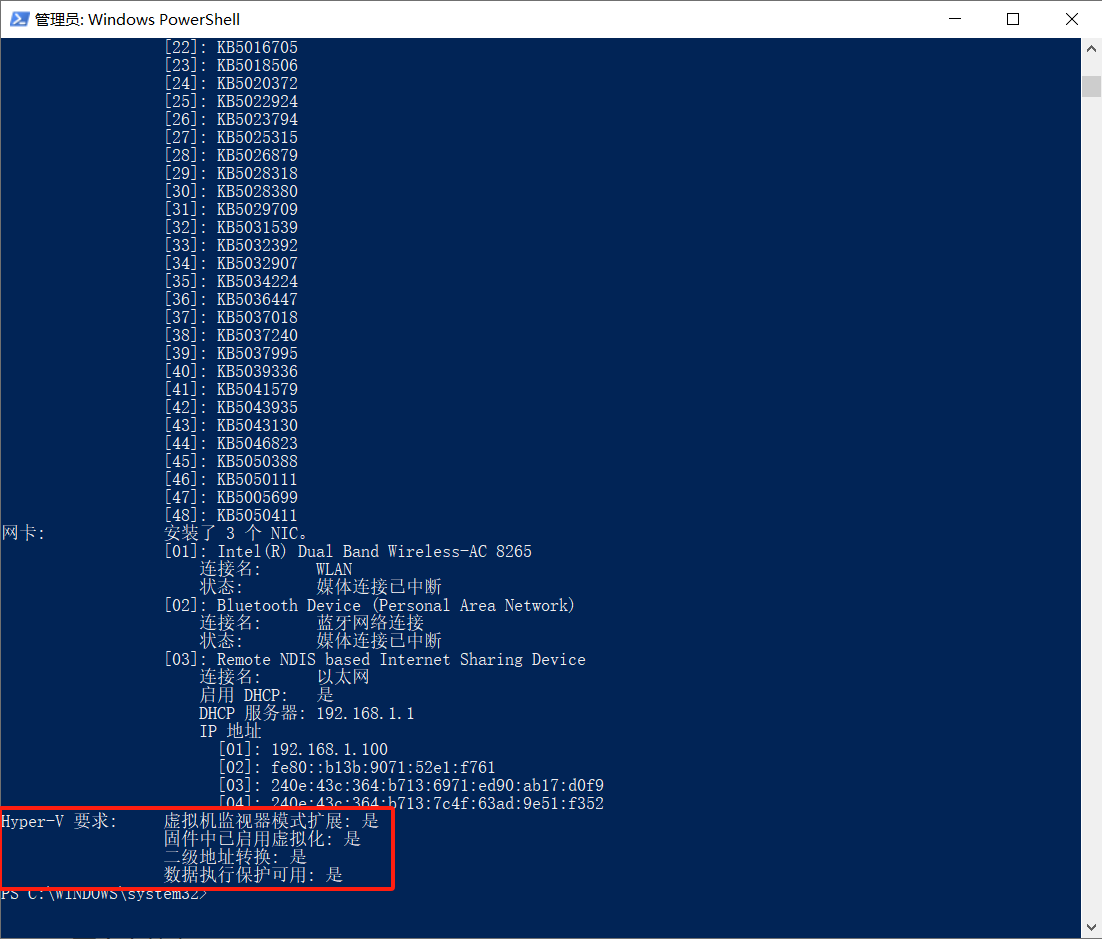 管理员: Windows PowerShell
[22]: KB5016705
[23]: KB5018506
[24]: KB5020372
[25]: KB5022924
[26]: KB5023794
[27]: KB5025315
[28]: KB5026879
[29]: KB5028318
[30]: KB5028380
[31]: KB5029709
[32]: KB5031539
[33]: KB5032392
[34]: KB5032907
[35]: KB5034224
[36]: KB5036447
[37]: KB5037018
[38]: KB5037240
[39]: KB5037995
[40]: KB5039336
[41]: KB5041579
[42]: KB5043935
[43]: KB5043130
[44]: KB5046823
[45]: KB5050388
[46]: KB5050111
[47]: KB5005699
[48]: KB5050411
网卡: 安装了 3 个 NIC。
[01]: Intel(R) Dual Band Wireless-AC 8265
连接名: WLAN
状态: 媒体连接已中断
[02]: Bluetooth Device (Personal Area Network)
连接名: 蓝牙网络连接
状态: 媒体连接已中断
[03]: Remote NDIS based Internet Sharing Device
连接名: 以太网
启用 DHCP: 是
DHCP 服务器: 192.168.1.1
IP 地址
[01]: 192.168.1.100
[02]: fe80::b13b:9071:52e1:f761
[03]: 240e:43c:364:b713:6971:ed90:ab17:d0f9
[04]: 240e:43c:364:b713:7c4f:63ad:9e51:f352
Hyper-V 要求: 虚拟机监视器模式扩展: 是
固件中已启用虚拟化: 是
二级地址转换: 是
数据执行保护可用: 是
PS C:\WINDOWS\system32>